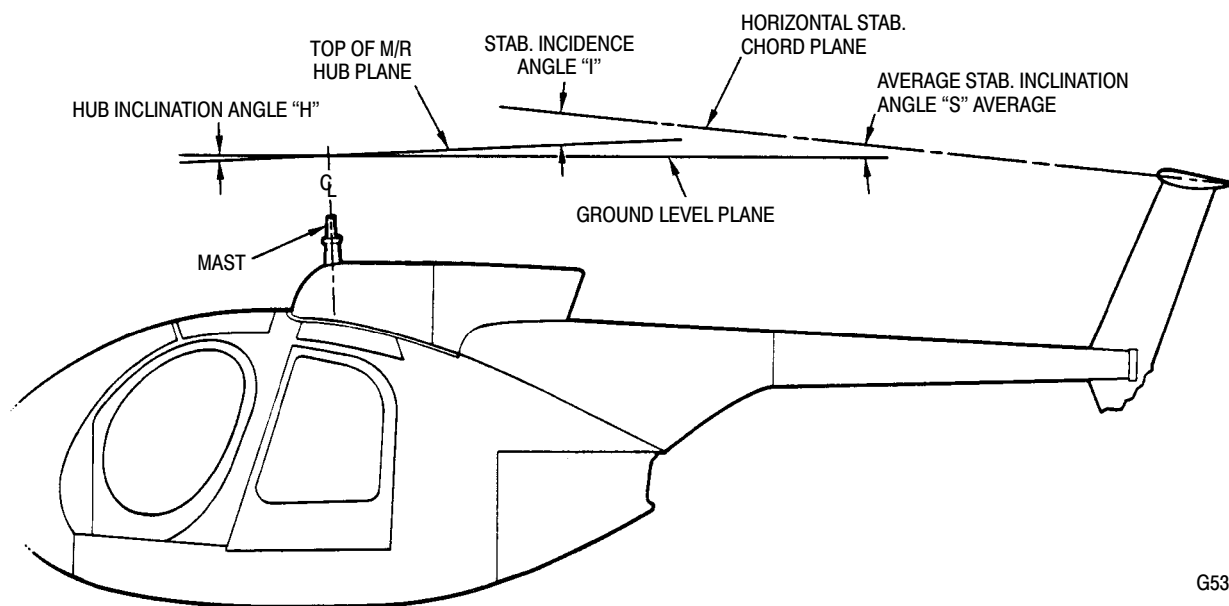 HORIZONTAL STAB.
CHORD PLANE
STAB. INCIDENCE
ANGLE “I”
TOP OF M/R
HUB PLANE
AVERAGE STAB. INCLINATION
ANGLE “S” AVERAGE
HUB INCLINATION ANGLE “H”
CL
GROUND LEVEL PLANE
MAST
G53